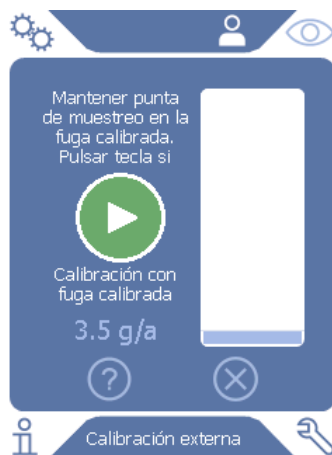 Mantener punta
de muestreo en la
fuga calibrada.
Pulsar tecla si
Calibración con
fuga calibrada
3.5 g/a
?
Calibración externa